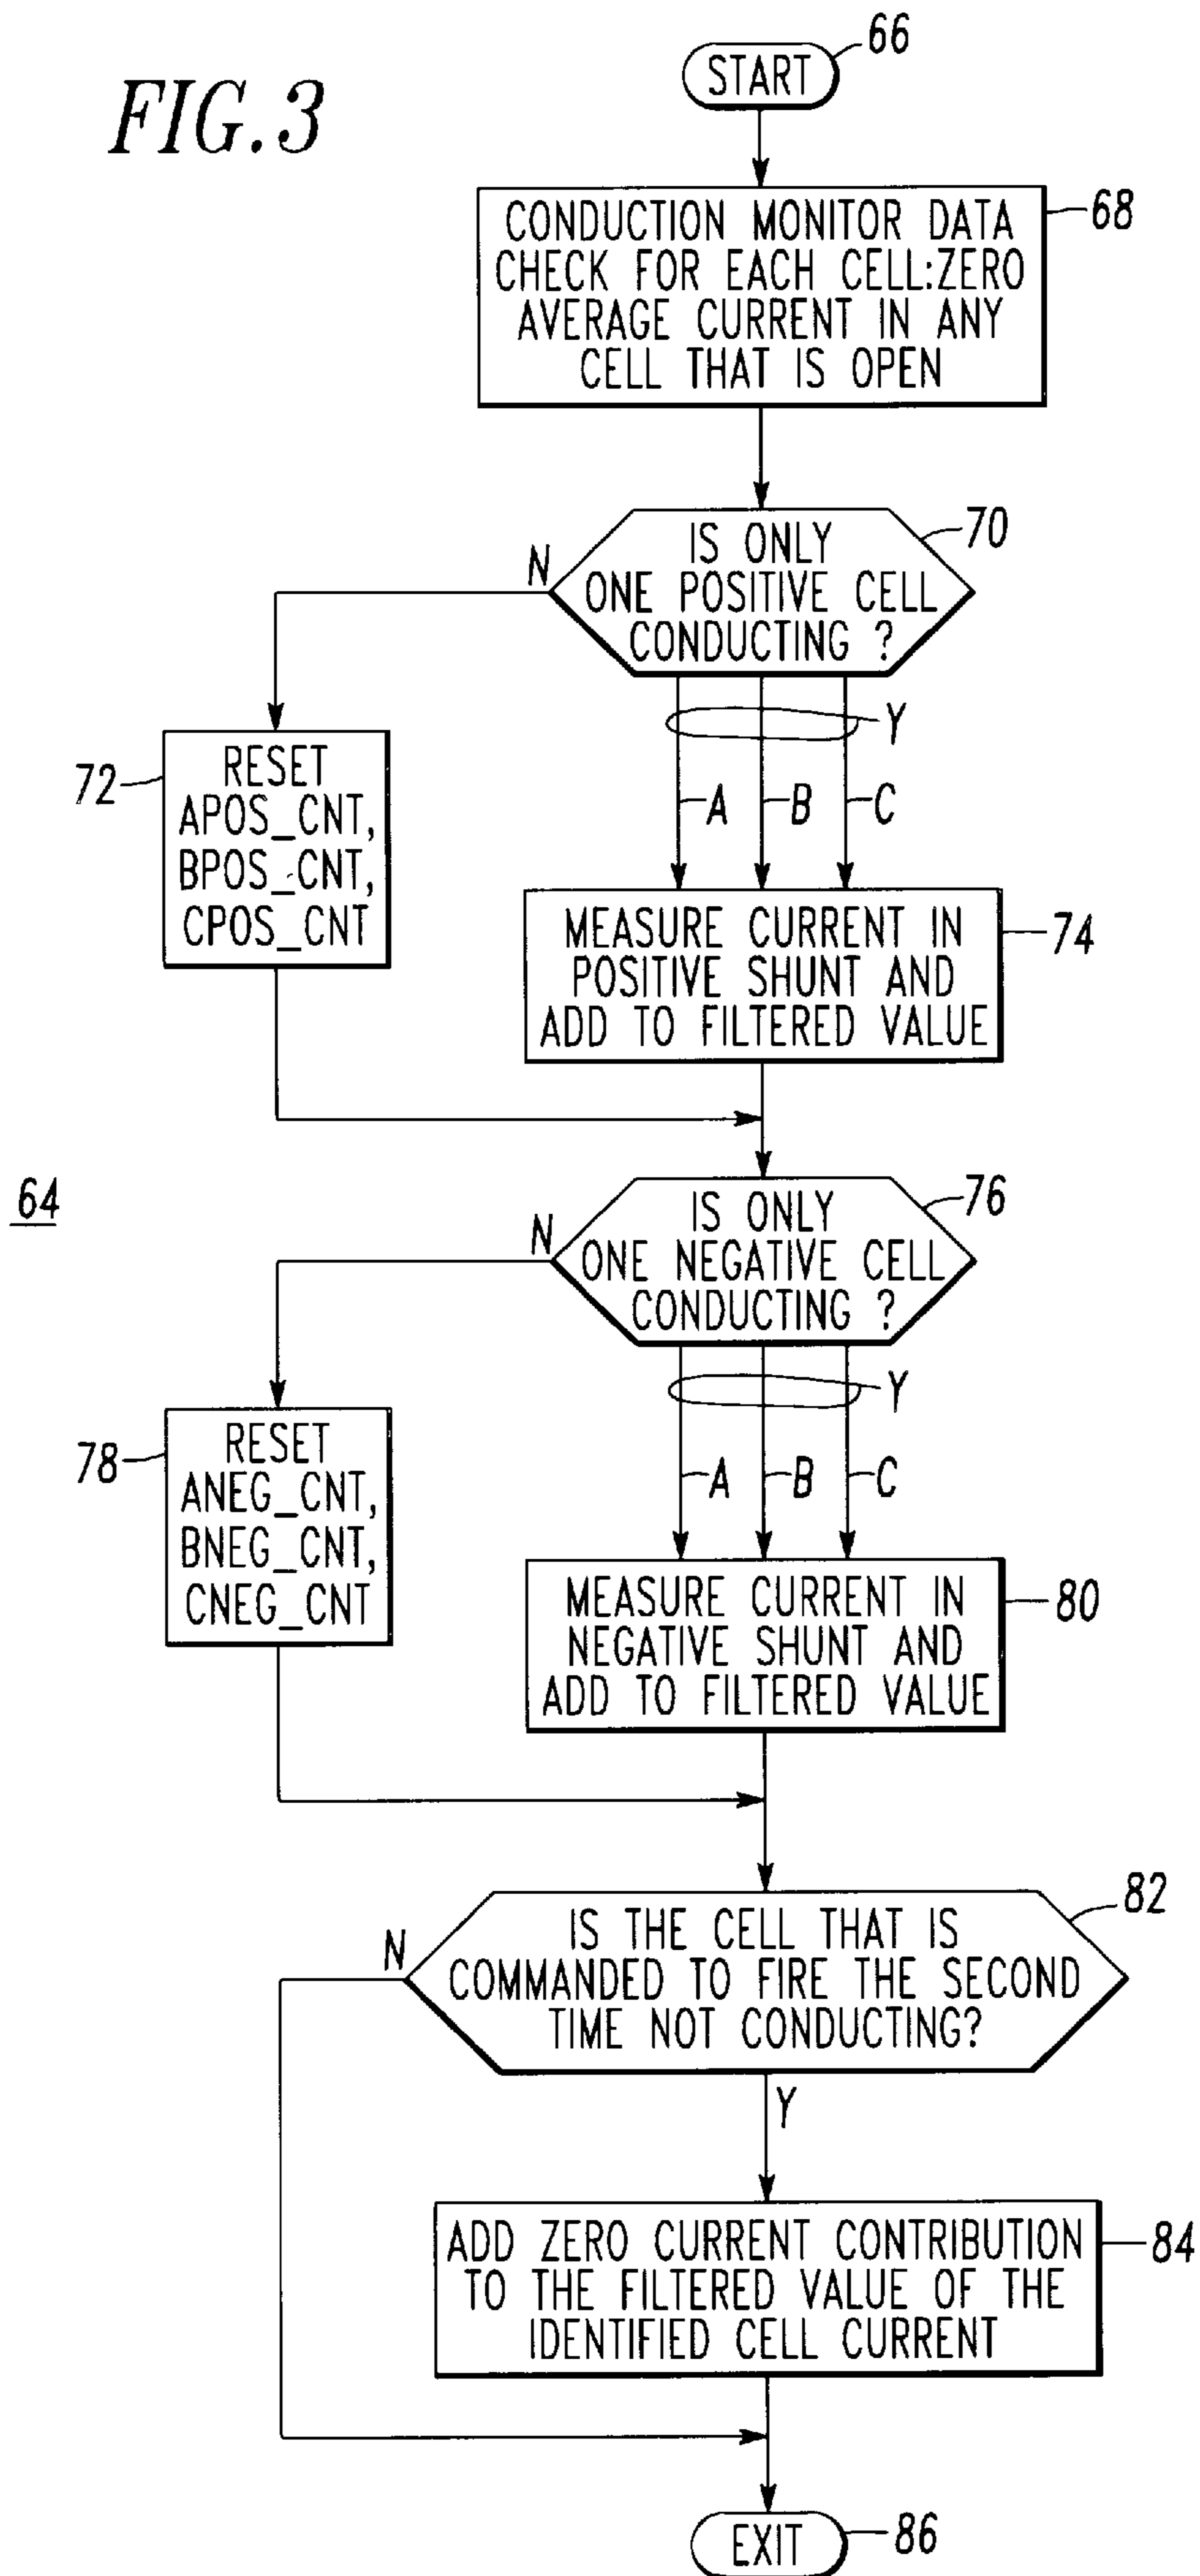 FIG. 3
START
66
CONDUCTION MONITOR DATA
CHECK FOR EACH CELL:ZERO
AVERAGE CURRENT IN ANY
CELL THAT IS OPEN
68
IS ONLY
ONE POSITIVE CELL
CONDUCTING ?
70
N
Y
72
RESET
APOS_CNT,
BPOS_CNT,
CPOS_CNT
A
B
C
MEASURE CURRENT IN
POSITIVE SHUNT AND
ADD TO FILTERED VALUE
74
64
IS ONLY
ONE NEGATIVE CELL
CONDUCTING ?
76
N
Y
78
RESET
ANEG_CNT,
BNEG_CNT,
CNEG_CNT
A
B
C
MEASURE CURRENT IN
NEGATIVE SHUNT AND
ADD TO FILTERED VALUE
80
IS THE CELL THAT IS
COMMANDED TO FIRE THE SECOND
TIME NOT CONDUCTING?
82
N
Y
ADD ZERO CURRENT CONTRIBUTION
TO THE FILTERED VALUE OF THE
IDENTIFIED CELL CURRENT
84
EXIT
86